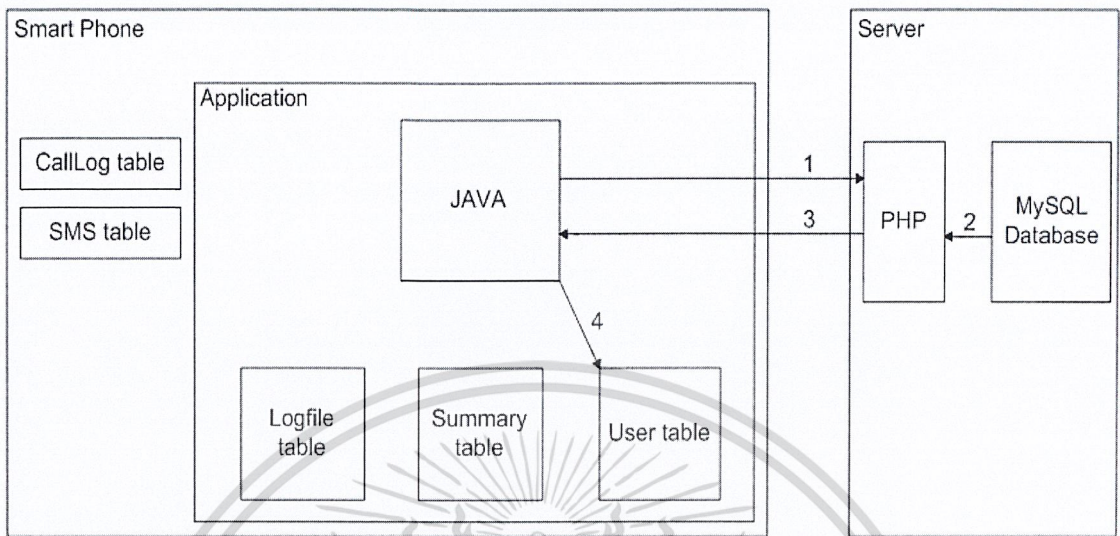 Smart Phone
Server
Application
CallLog table
SMS table
JAVA
1
3
PHP
2
MySQL
Database
4
Logfile
table
Summary
table
User table